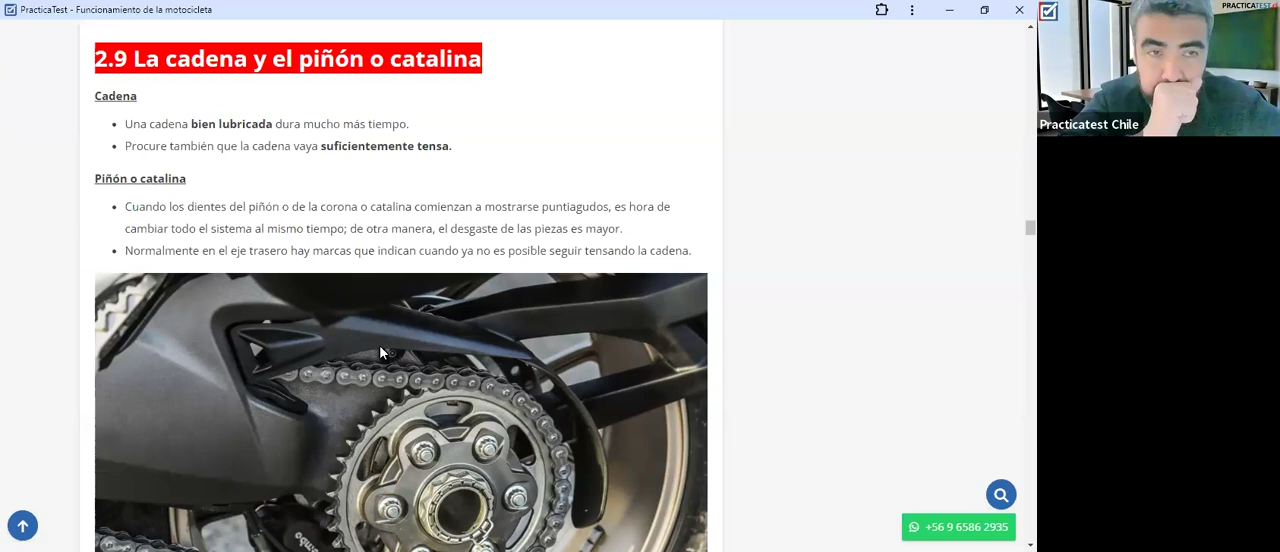 PracticaTest - Funcionamiento de la motocicleta
PRACTICATEST
2.9 La cadena y el piñón o catalina
Cadena
Una cadena bien lubricada dura mucho más tiempo.
Procure también que la cadena vaya suficientemente tensa.
Practicatest Chile
Piñón o catalina
Cuando los dientes del piñón o de la corona o catalina comienzan a mostrarse puntiagudos, es hora de
cambiar todo el sistema al mismo tiempo; de otra manera, el desgaste de las piezas es mayor.
Normalmente en el eje trasero hay marcas que indican cuando ya no es posible seguir tensando la cadena.
+56 9 6586 2935